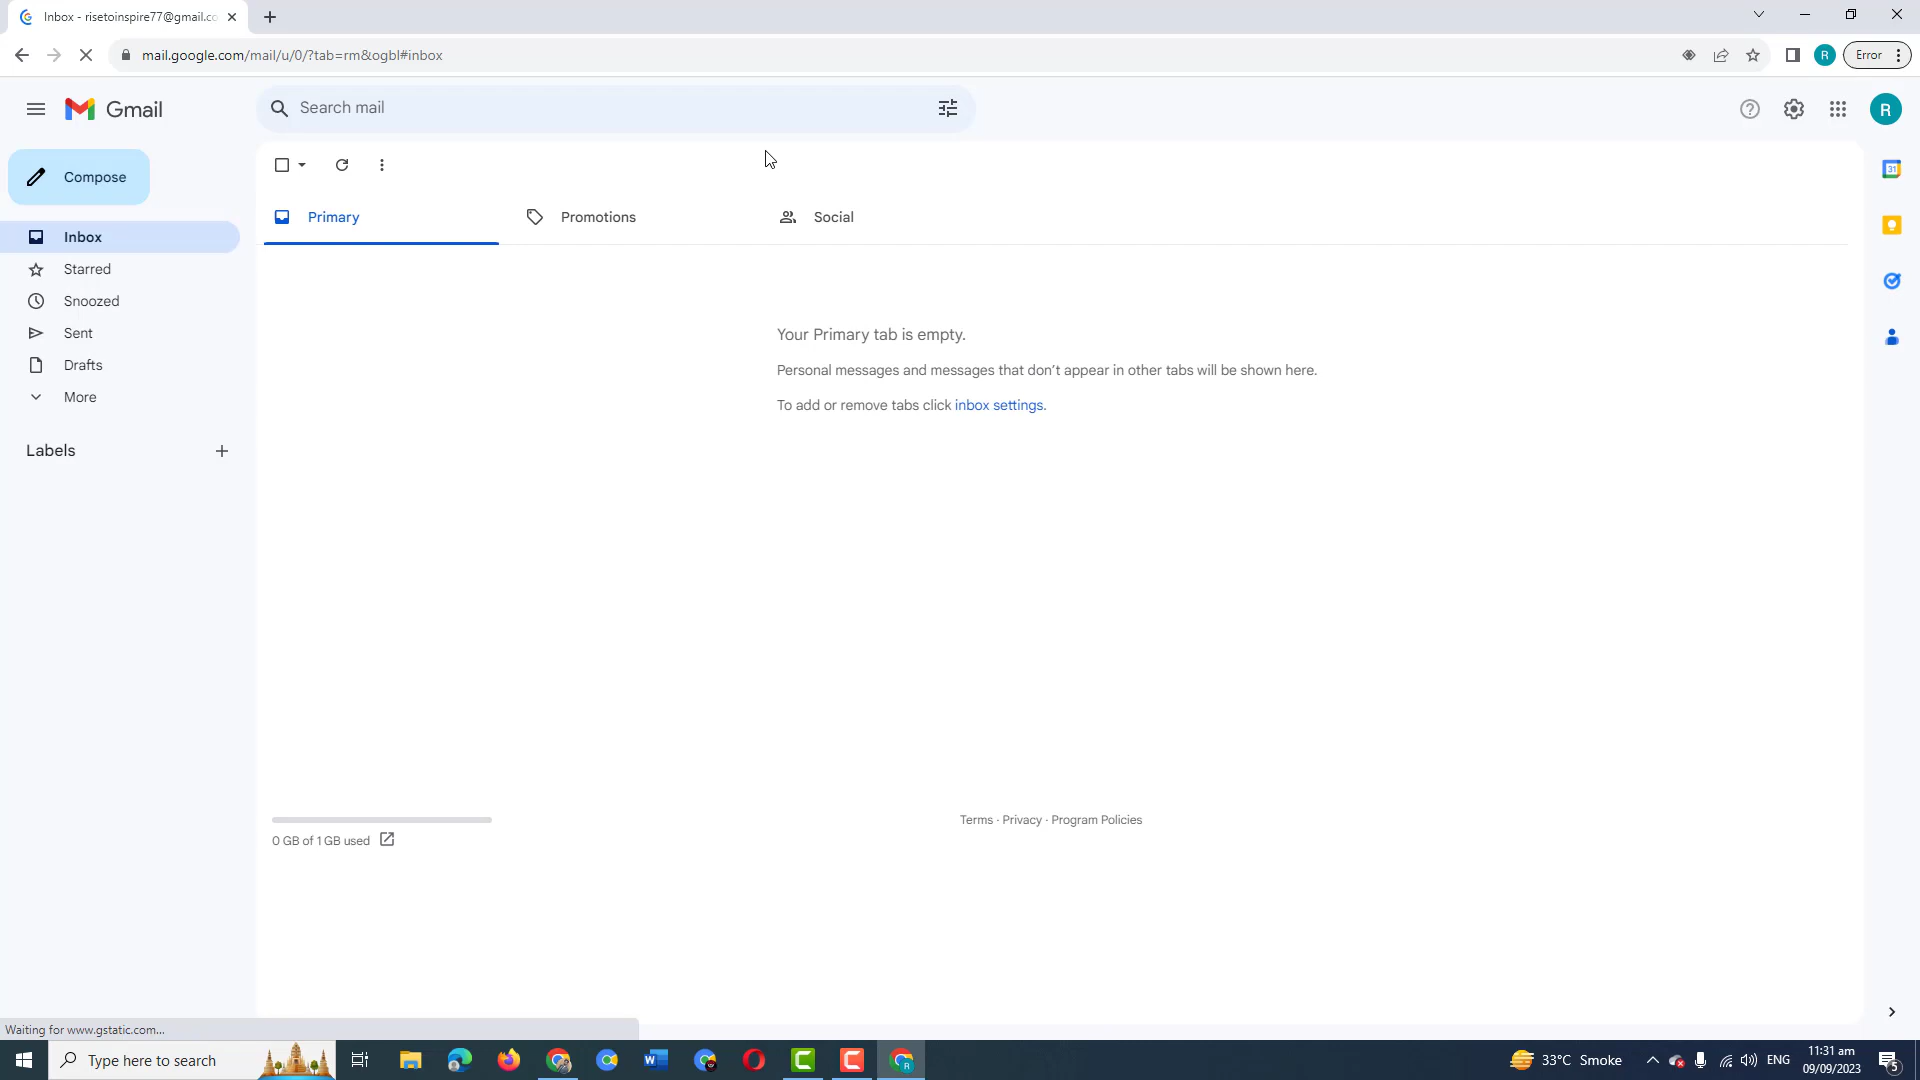 Inbox - risetoinspire77@gmail.co
mail.google.com/mail/u/0/?tab=rm&ogbl#inbox
R
Error
Gmail
Search mail
R
Compose
Primary
Promotions
Social
31
Inbox
Starred
Snoozed
Sent
Drafts
More
Labels
Your Primary tab is empty.
Personal messages and messages that don’t appear in other tabs will be shown here.
To add or remove tabs click inbox settings.
Terms · Privacy · Program Policies
0 GB of 1 GB used
Waiting for www.gstatic.com...
Type here to search
33°C Smoke
ENG
11:31 am
09/09/2023
5